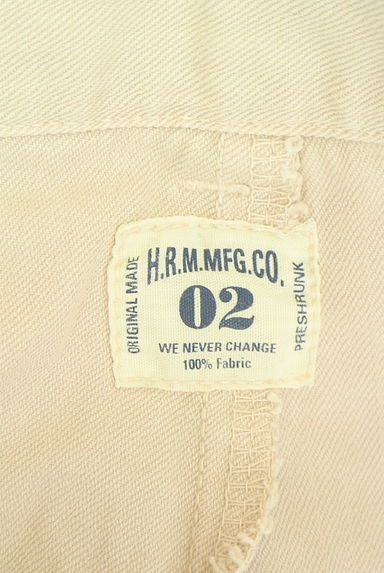 H.R.M.MFG.CO.
ORIGINAL MADE
02
PRESHRUNK
WE NEVER CHANGE
100% Fabric